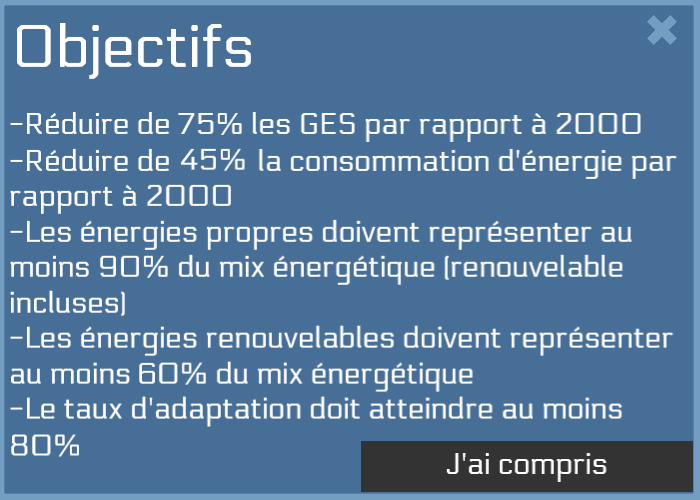 Objectifs
-Réduire de 75% les GES par rapport à 2000
-Réduire de 45% la consommation d'énergie par
rapport à 2000
-Les énergies propres doivent représenter au
moins 90% du mix énergétique (renouvelable
incluses)
-Les énergies renouvelables doivent représenter
au moins 60% du mix énergétique
-Le taux d'adaptation doit atteindre au moins
80%
J'ai compris